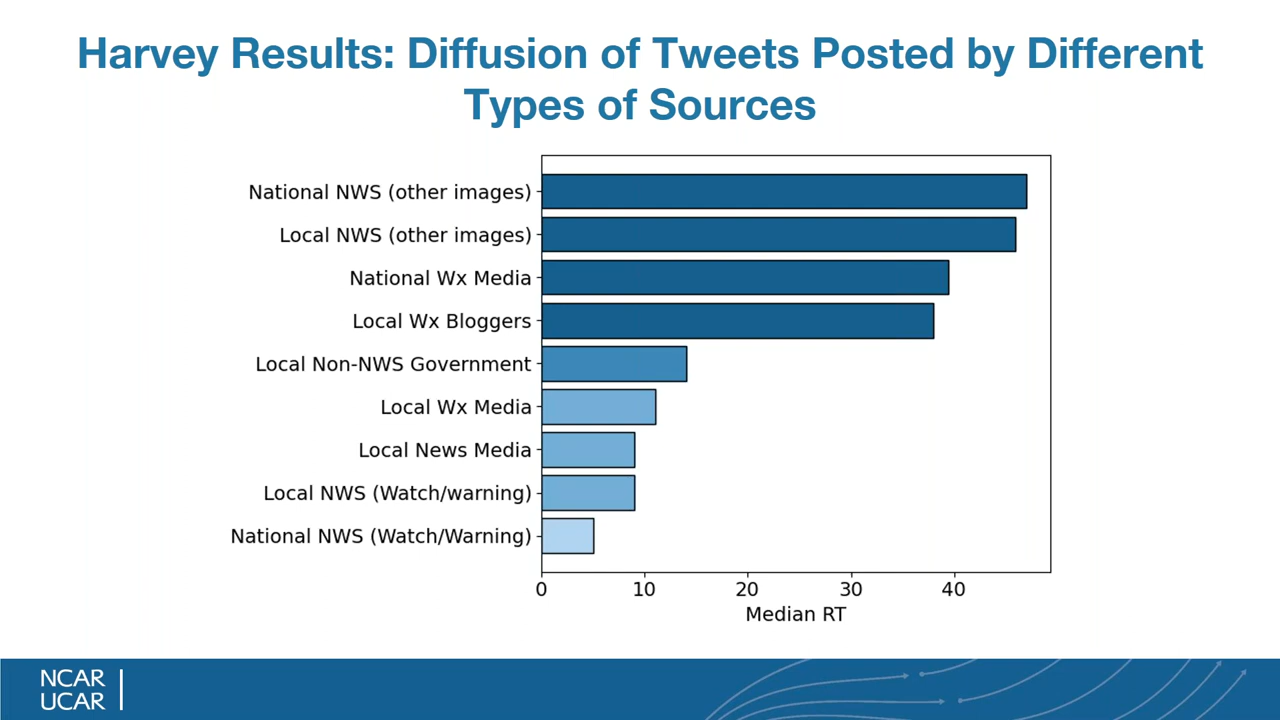 Harvey Results: Diffusion of Tweets Posted by Different
Types of Sources
National NWS (other images)
Local NWS (other images)
National Wx Media
Local Wx Bloggers
Local Non-NWS Government
Local Wx Media
Local News Media
Local NWS (Watch/warning)
National NWS (Watch/Warning)
0 10 20 30 40
Median RT
NCAR
UCAR